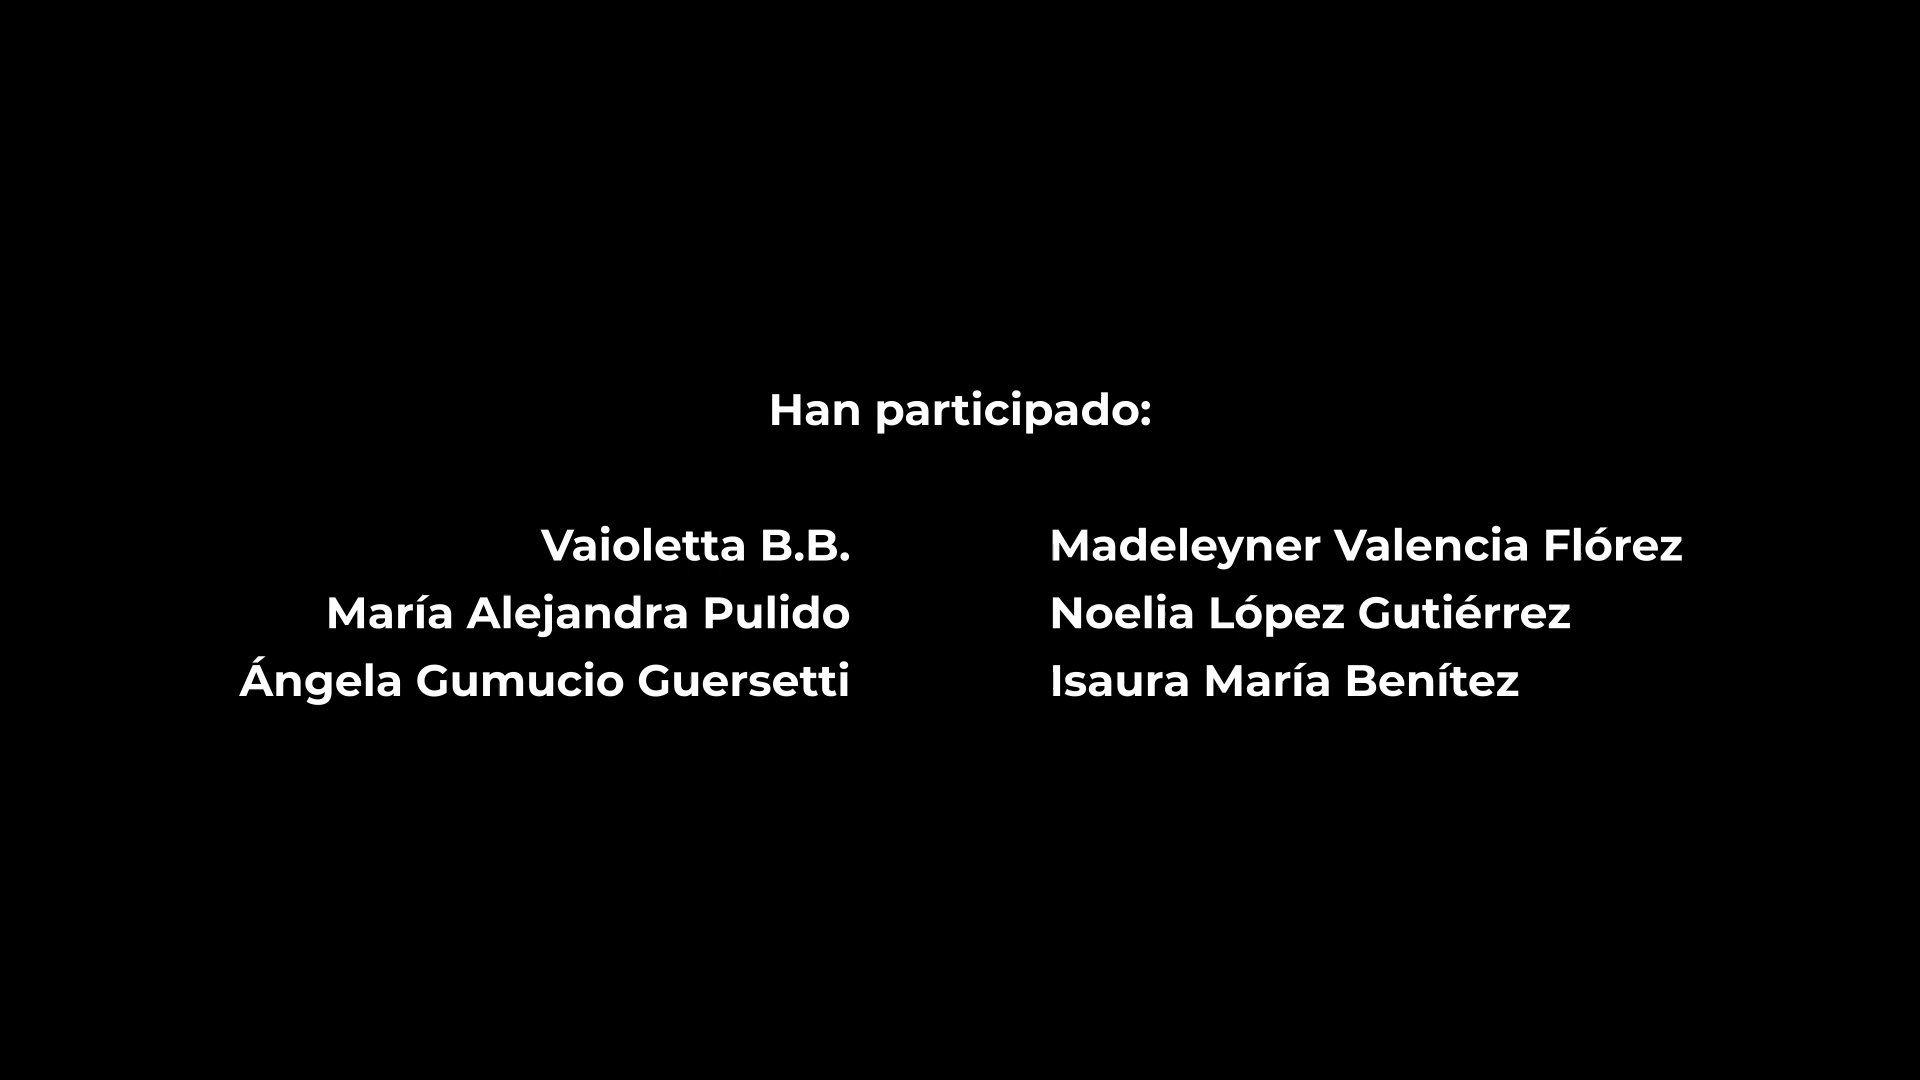 Han participado:
Vaioletta B.B.
María Alejandra Pulido
Ángela Gumucio Guersetti
Madeleyner Valencia Flórez
Noelia López Gutiérrez
Isaura María Benítez